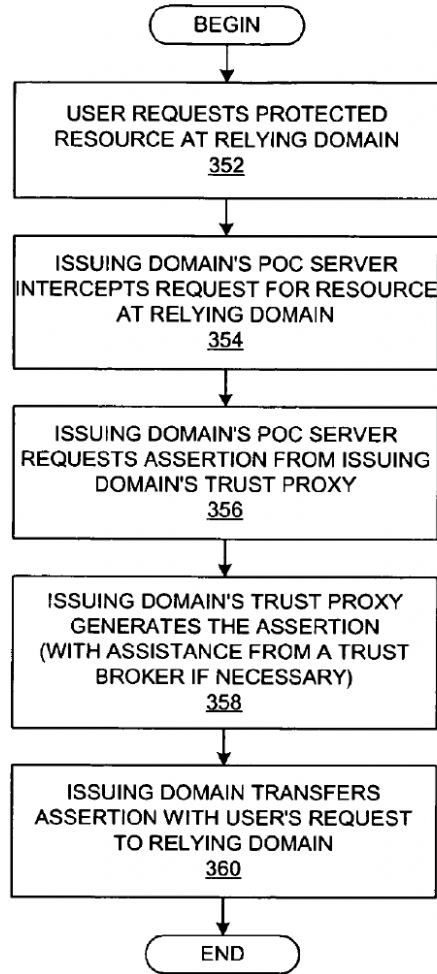 BEGIN
USER REQUESTS PROTECTED
RESOURCE AT RELYING DOMAIN
352
ISSUING DOMAIN'S POC SERVER
INTERCEPTS REQUEST FOR RESOURCE
AT RELYING DOMAIN
354
ISSUING DOMAIN'S POC SERVER
REQUESTS ASSERTION FROM ISSUING
DOMAIN'S TRUST PROXY
356
ISSUING DOMAIN'S TRUST PROXY
GENERATES THE ASSERTION
(WITH ASSISTANCE FROM A TRUST
BROKER IF NECESSARY)
358
ISSUING DOMAIN TRANSFERS
ASSERTION WITH USER'S REQUEST
TO RELYING DOMAIN
360
END